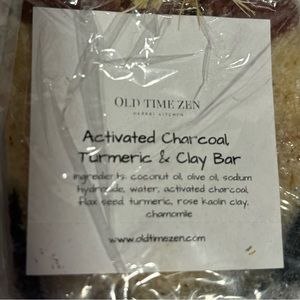 OLD TIME ZEN
HERBAL KITCHEN
Activated Charcoal,
Turmeric & Clay Bar
ingredients: coconut oil, olive oil, sodium
hydroxide, water, activated charcoal,
flax seed, turmeric, rose kaolin clay,
chamomile
www.oldtimezen.com